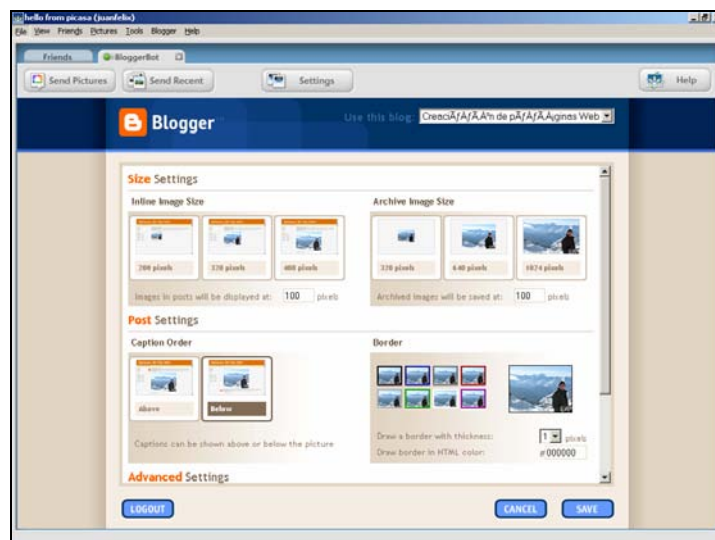 hello from picasa (juanfelix)
File View Friends Pictures Tools Blogger Help
Friends BloggerBot
Send Pictures Send Recent Settings Help
Blogger
Use this blog:
Size Settings
Inline Image Size Archive Image Size
200 pixels 320 pixels 400 pixels 320 pixels 640 pixels 1024 pixels
Images in posts will be displayed at: 100 pixels Archived images will be saved at: 100 pixels
Post Settings
Caption Order Border
Above Below
Captions can be shown above or below the picture
Draw a border with thickness: 1 pixels
Draw border in HTML color: #000000
Advanced Settings
LOGOUT CANCEL SAVE